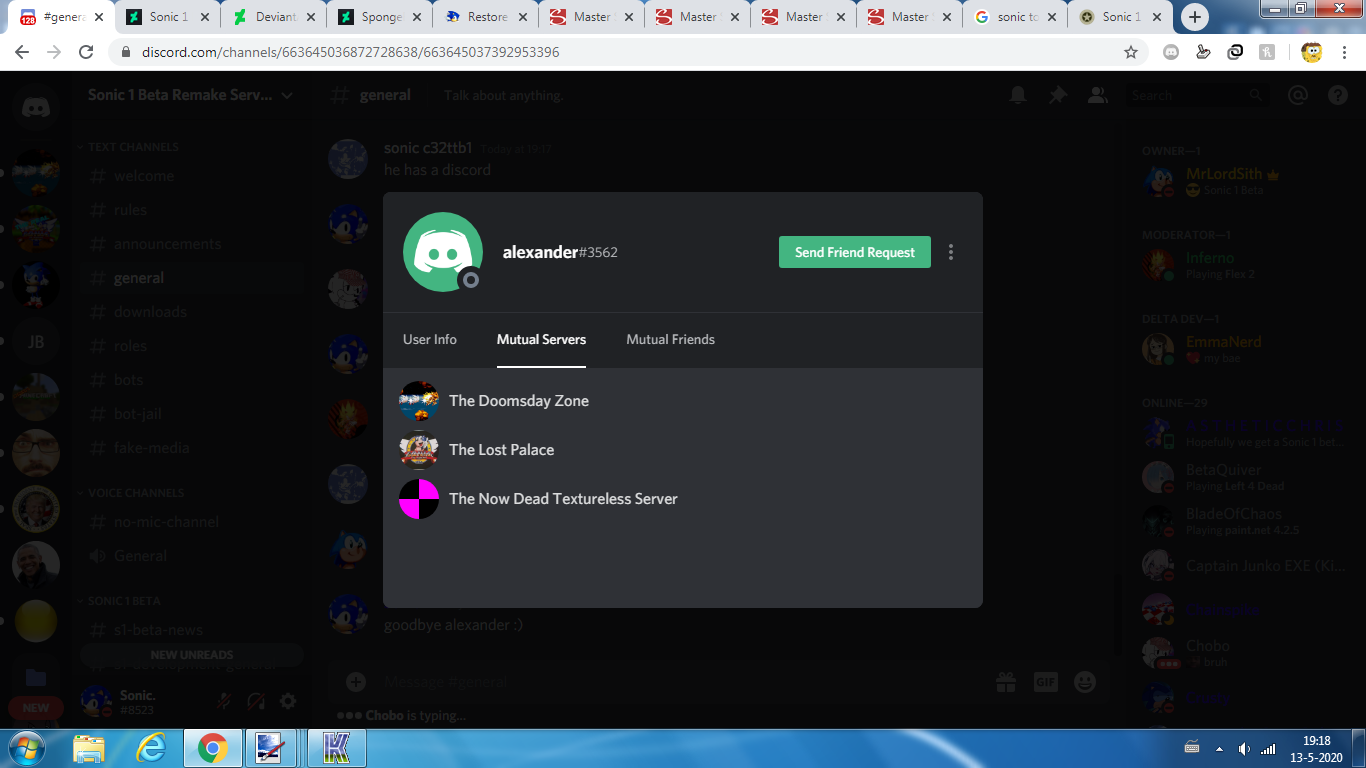 #genera
Sonic 1
Deviant
Sponge
Restore
Master
Master
Master
Master
sonic to
Sonic 1
discord.com/channels/663645036872728638/663645037392953396
Sonic 1 Beta Remake Serv...
# general
Talk about anything.
Search
TEXT CHANNELS
# welcome
# rules
# announcements
# general
# downloads
# roles
# bots
# bot-jail
# fake-media
VOICE CHANNELS
# no-mic-channel
General
SONIC 1 BETA
# s1-beta-news
NEW UNREADS
JB
NEW
Sonic.
#8523
sonic c32ttb1 Today at 19:17
he has a discord
alexander#3562
Send Friend Request
User Info
Mutual Servers
Mutual Friends
The Doomsday Zone
The Lost Palace
The Now Dead Textureless Server
goodbye alexander :)
Message #general
GIF
Chobo is typing...
OWNER—1
MrLordSith
Sonic 1 Beta
MODERATOR—1
Inferno
Playing Flex 2
DELTA DEV—1
EmmaNerd
my bae
ONLINE—29
Hopefully we get a Sonic 1 bet...
BetaQuiver
Playing Left 4 Dead
BladeOfChaos
Playing paint.net 4.2.5
Captain Junko EXE (Ki...
Chobo
bruh
19:18
13-5-2020